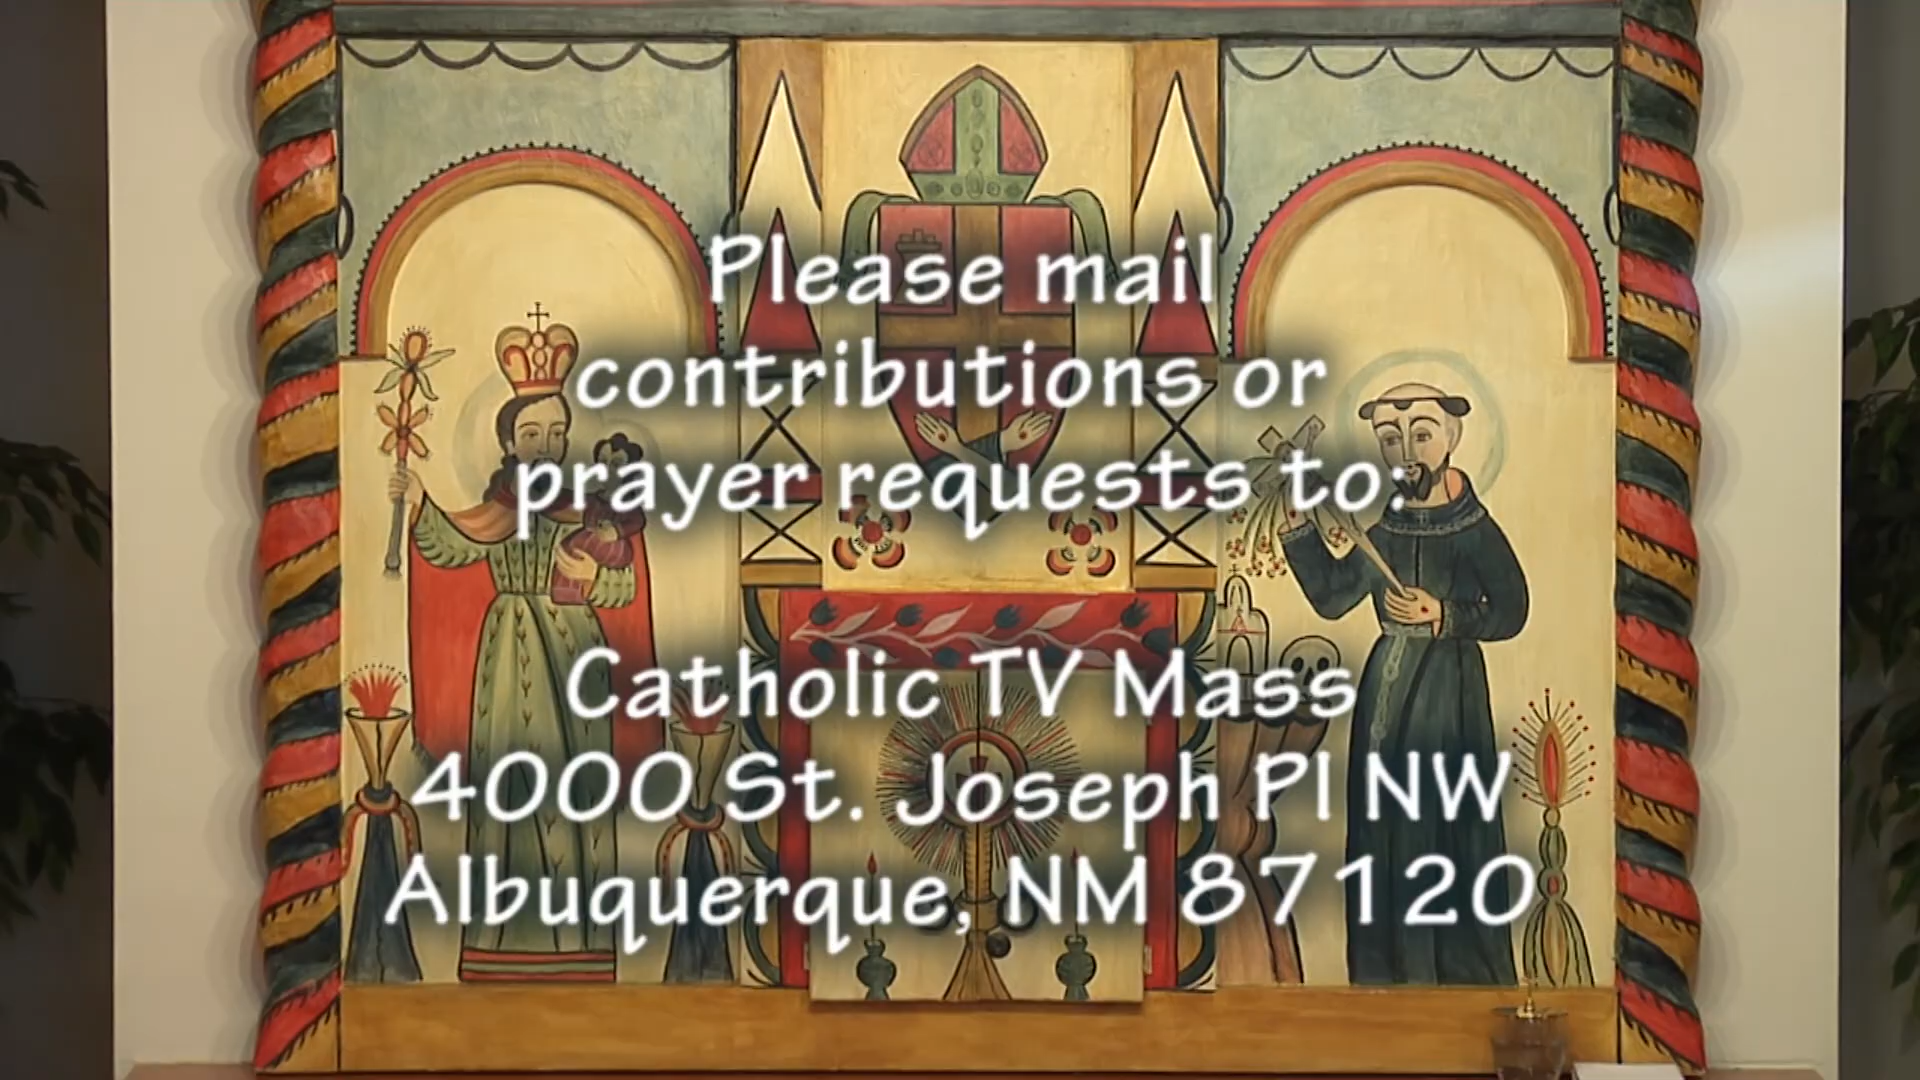 Please mail
contributions or
prayer requests to:
Catholic TV Mass
4000 St. Joseph Pl NW
Albuquerque, NM 87120